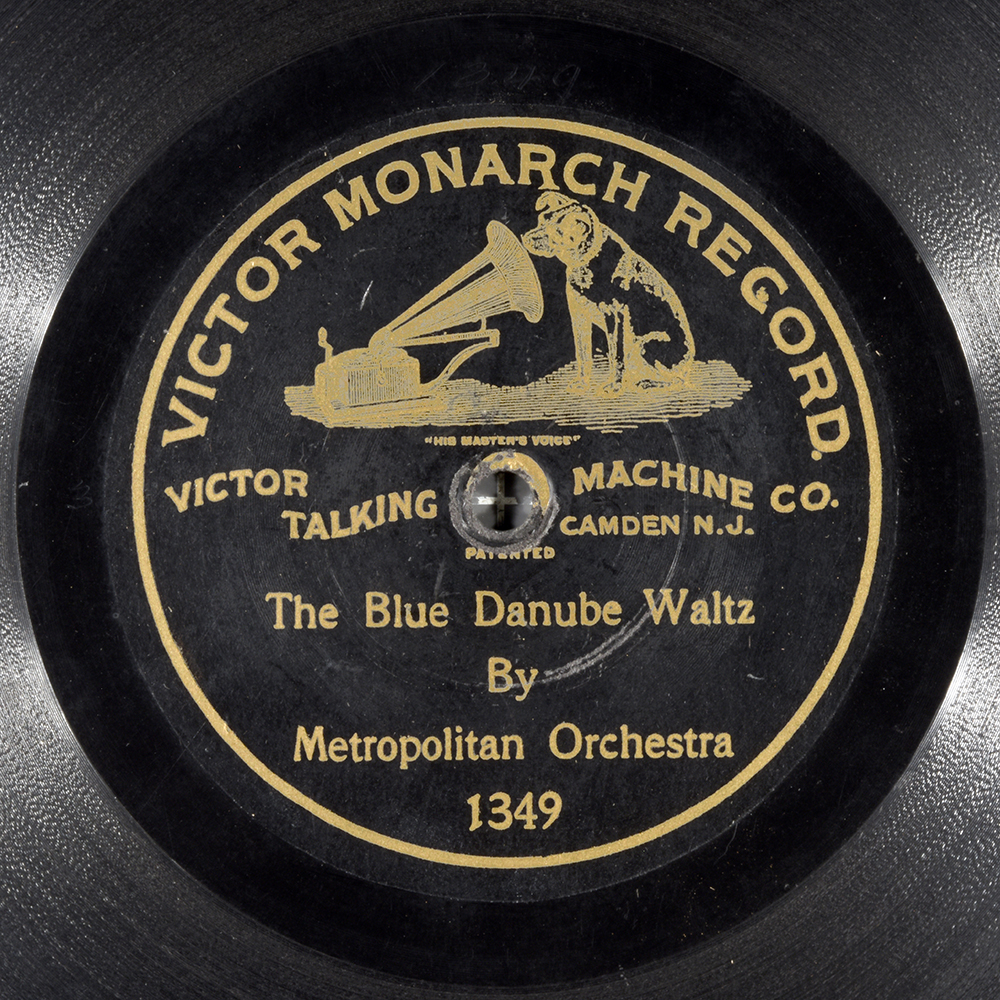 1349
VICTOR MONARCH RECORD.
"HIS MASTER'S VOICE"
VICTOR TALKING MACHINE CO.
CAMDEN N.J.
PATENTED
The Blue Danube Waltz
By
Metropolitan Orchestra
1349